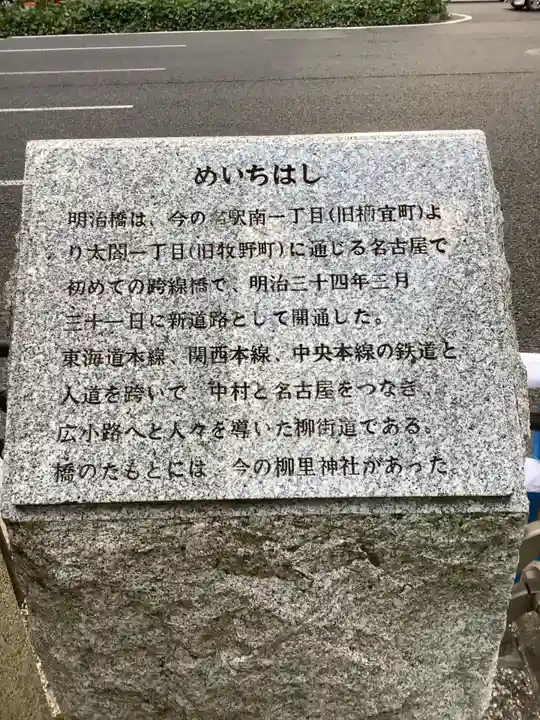 めいちはし
明治橋は、今の名駅南一丁目(旧禰宜町)よ
り太閤一丁目(旧牧野町)に通じる名古屋で
初めての跨線橋で、明治三十四年三月
三十一日に新道路として開通した。
東海道本線、関西本線、中央本線の鉄道と
人道を跨いで 中村と名古屋をつなぎ、
広小路へと人々を導いた柳街道である。
橋のたもとには 今の柳里神社があった。